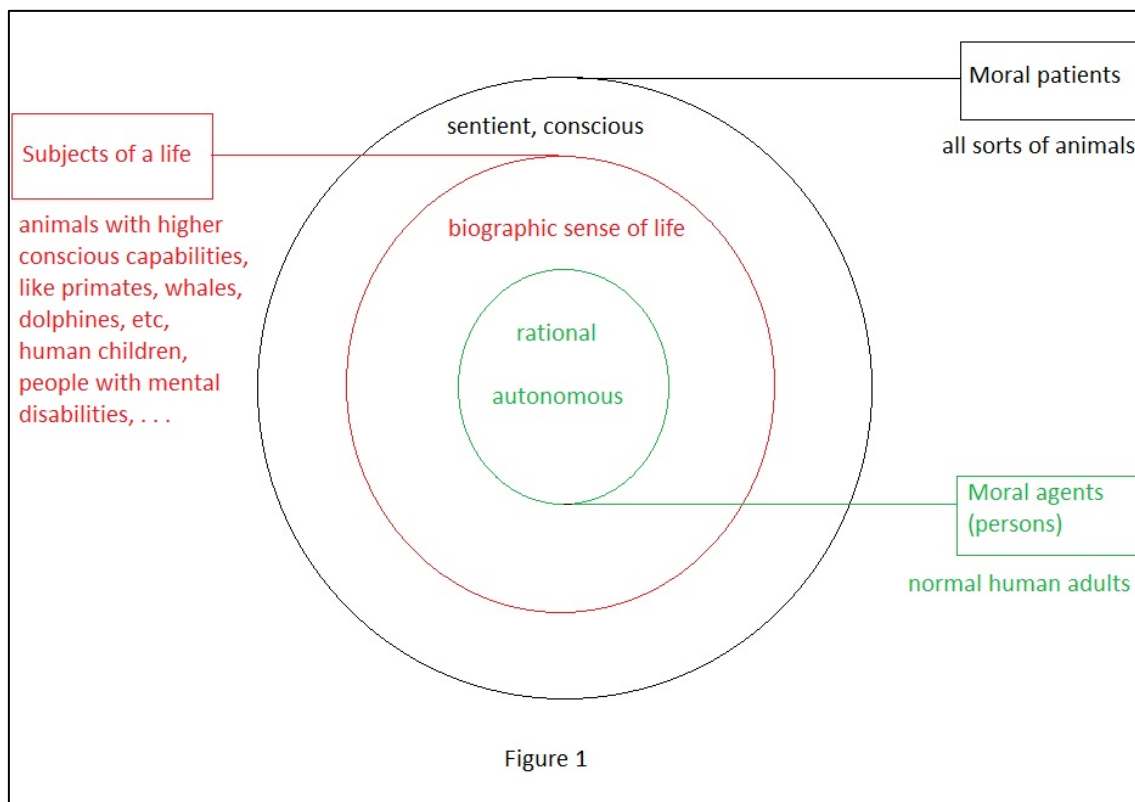 Moral patients
all sorts of animals
sentient, conscious
Subjects of a life
animals with higher
conscious capabilities,
like primates, whales,
dolphines, etc,
human children,
people with mental
disabilities, . . .
biographic sense of life
rational
autonomous
Moral agents
(persons)
normal human adults
Figure 1